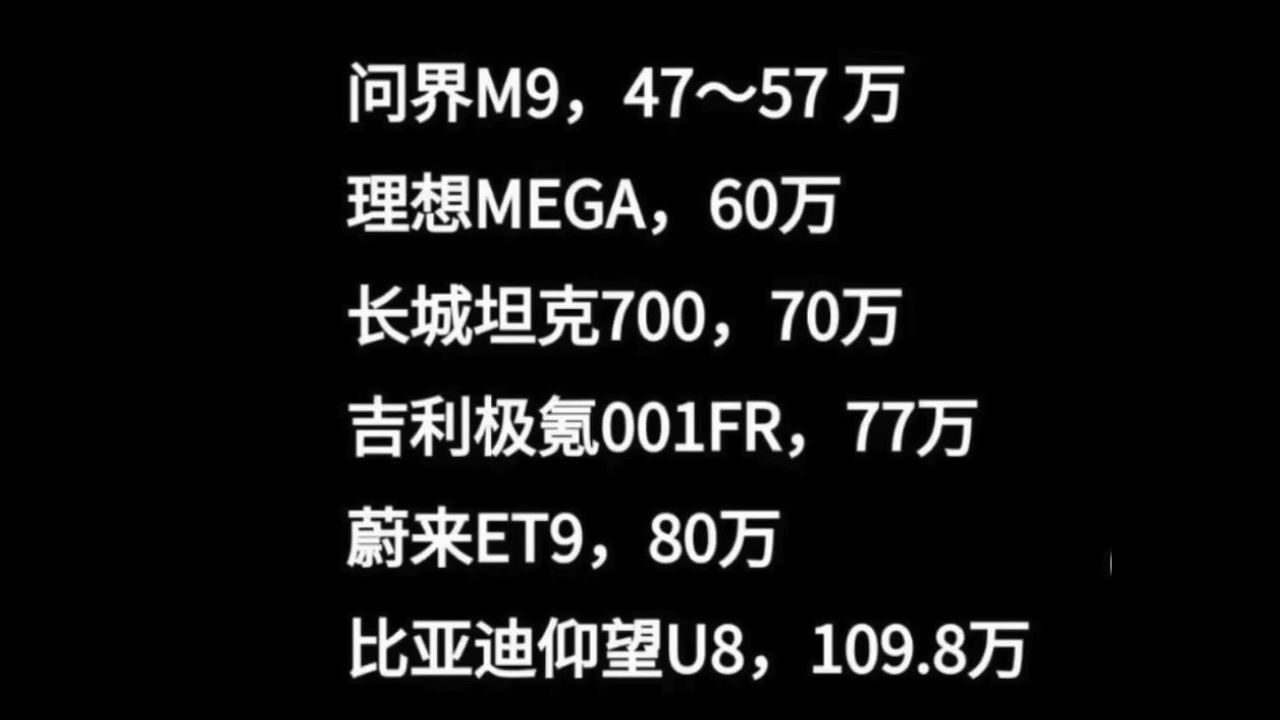 问界M9，47～57 万
理想MEGA，60万
长城坦克700，70万
吉利极氪001FR，77万
蔚来ET9，80万
比亚迪仰望U8，109.8万